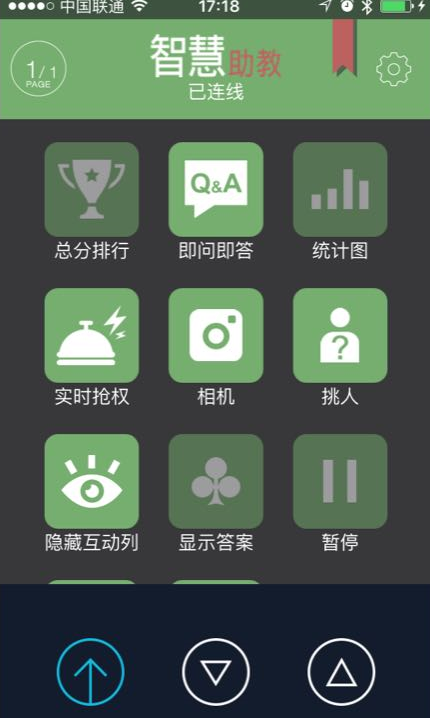 中国联通 17:18
1/1
PAGE
智慧助教
已连线
总分排行 即问即答 统计图
Q&A
实时抢权 相机 挑人
?
隐藏互动列 显示答案 暂停